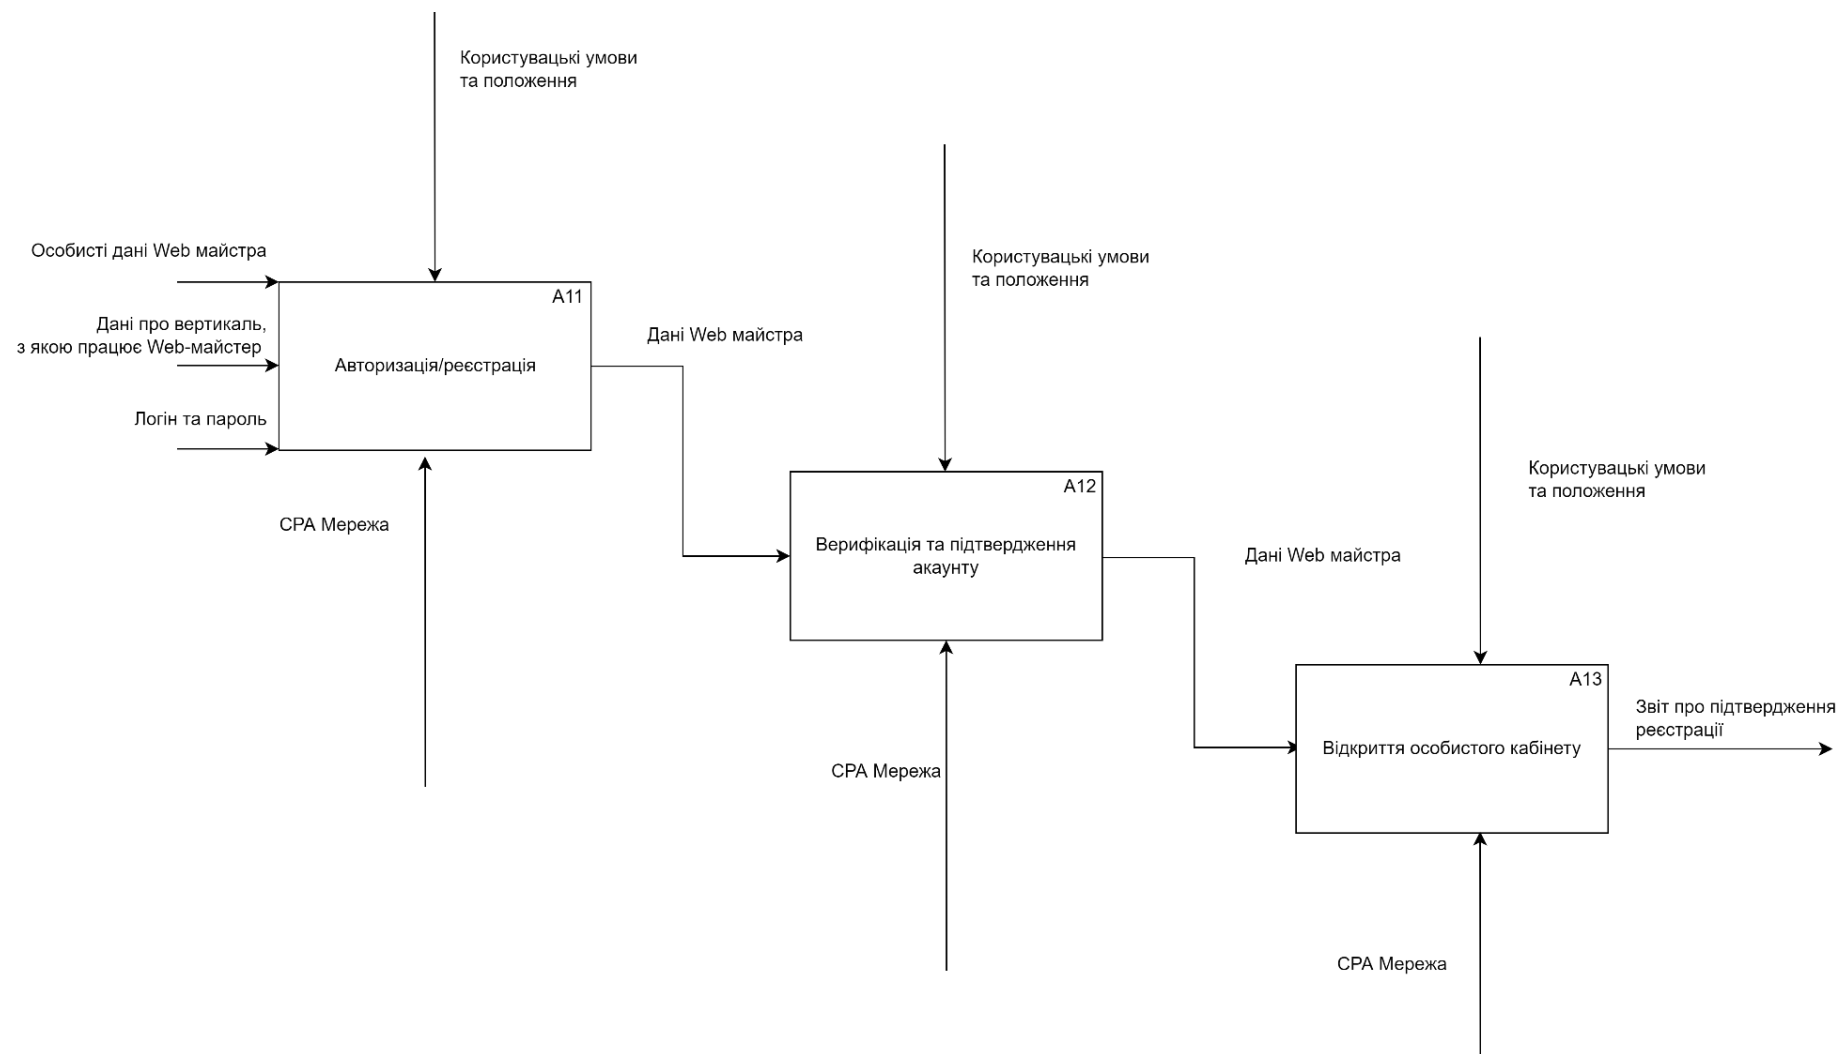 Користувацькі умови
та положення
Особисті дані Web майстра
A11
Дані про вертикаль,
з якою працює Web-майстер
Авторизація/реєстрація
Логін та пароль
CPA Мережа
Дані Web майстра
Користувацькі умови
та положення
A12
Верифікація та підтвердження
акаунту
CPA Мережа
Дані Web майстра
Користувацькі умови
та положення
A13
Відкриття особистого кабінету
Звіт про підтвердження
реєстрації
CPA Мережа